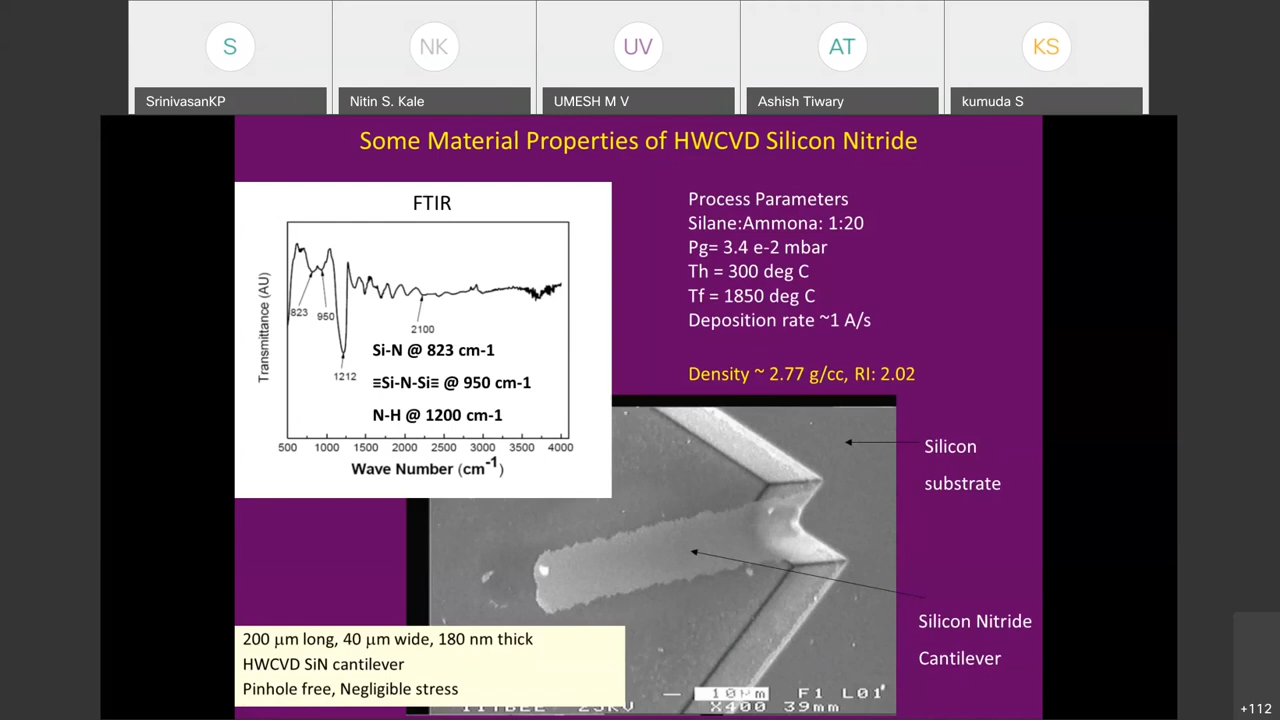 S
NK
UV
AT
KS
SrinivasanKP
Nitin S. Kale
UMESH M V
Ashish Tiwary
kumuda S
Some Material Properties of HWCVD Silicon Nitride
FTIR
Transmittance (AU)
823
950
2100
1212
Si-N @ 823 cm-1
≡Si-N-Si≡ @ 950 cm-1
N-H @ 1200 cm-1
500 1000 1500 2000 2500 3000 3500 4000
Wave Number (cm-1)
Process Parameters
Silane:Ammona: 1:20
Pg= 3.4 e-2 mbar
Th = 300 deg C
Tf = 1850 deg C
Deposition rate ~1 A/s
Density ~ 2.77 g/cc, RI: 2.02
Silicon
substrate
Silicon Nitride
Cantilever
200 µm long, 40 µm wide, 180 nm thick
HWCVD SiN cantilever
Pinhole free, Negligible stress
10µm F1 L01
X400 39mm
+112